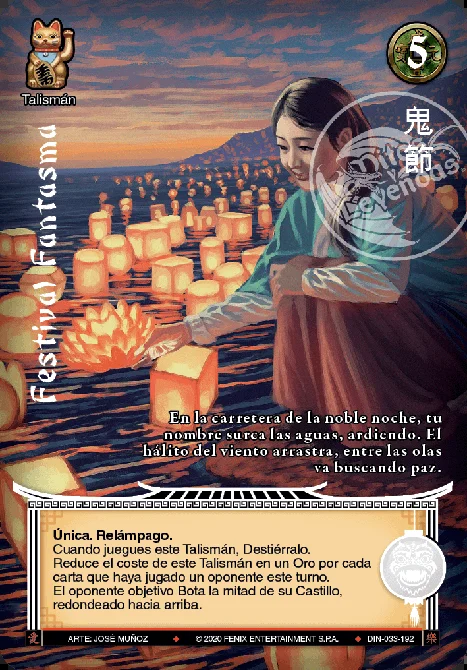 5
Talismán
鬼節
Mitos y Leyendas
Festival Fantasma
En la carretera de la noble noche, tu
nombre surca las aguas, ardiendo. El
hálito del viento arrastra, entre las olas
va buscando paz.
Única. Relámpago.
Cuando juegues este Talismán, Destiérralo.
Reduce el coste de este Talismán en un Oro por cada
carta que haya jugado un oponente este turno.
El oponente objetivo Bota la mitad de su Castillo,
redondeado hacia arriba.
ARTE: JOSÉ MUÑOZ ◆ © 2020 FENIX ENTERTAINMENT S.P.A. ◆ DIN-033-192